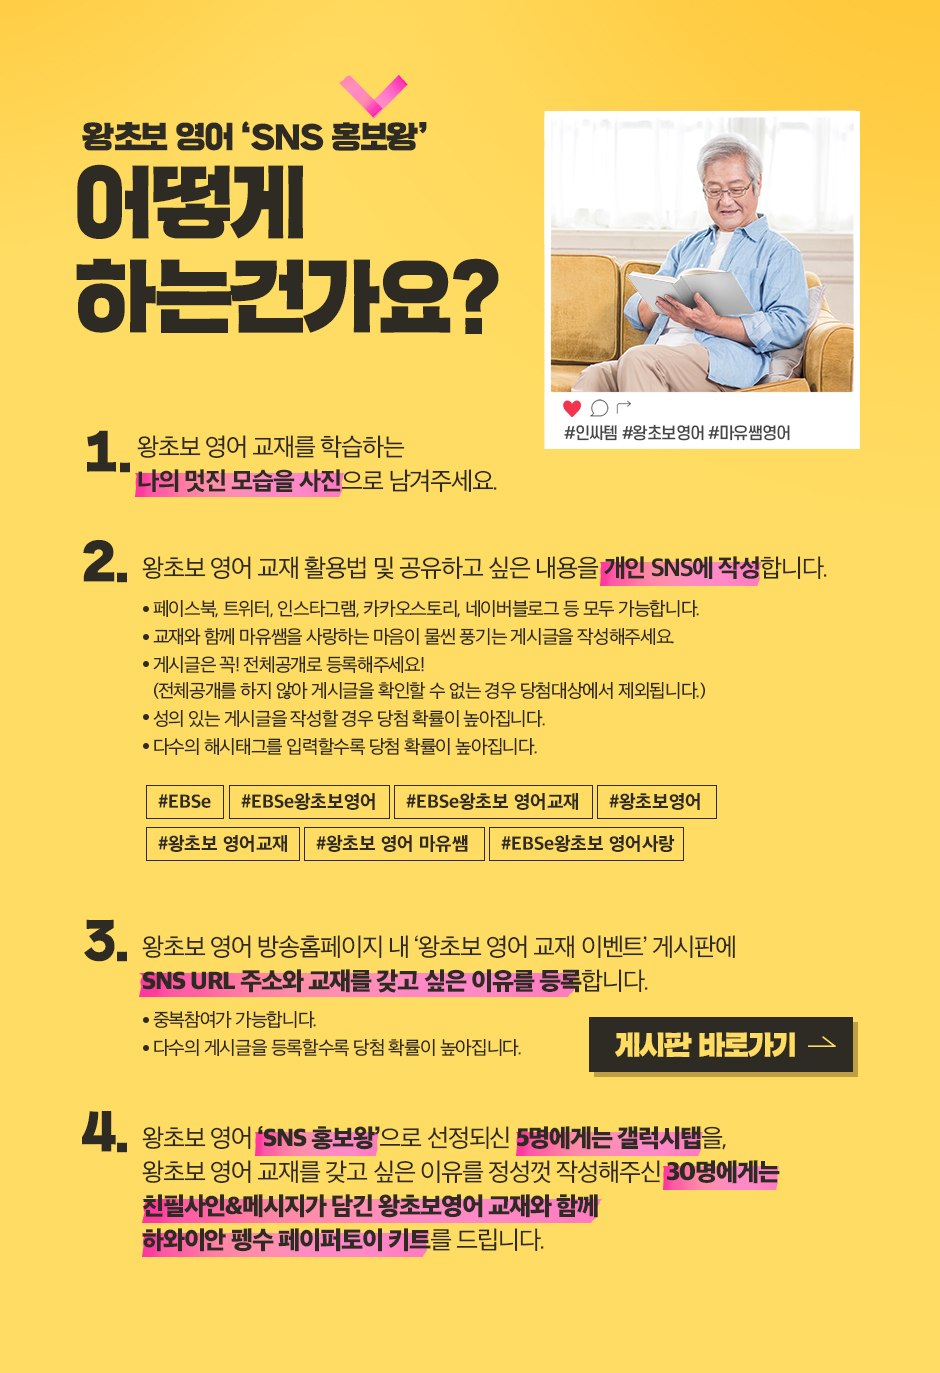 왕초보 영어 ‘SNS 홍보왕’
어떻게
하는건가요?
#인싸템 #왕초보영어 #마유쌤영어
1. 왕초보 영어 교재를 학습하는
나의 멋진 모습을 사진으로 남겨주세요.
2. 왕초보 영어 교재 활용법 및 공유하고 싶은 내용을 개인 SNS에 작성합니다.
• 페이스북, 트위터, 인스타그램, 카카오스토리, 네이버블로그 등 모두 가능합니다.
• 교재와 함께 마유쌤을 사랑하는 마음이 물씬 풍기는 게시글을 작성해주세요.
• 게시글은 꼭! 전체공개로 등록해주세요!
(전체공개를 하지 않아 게시글을 확인할 수 없는 경우 당첨대상에서 제외됩니다.)
• 성의 있는 게시글을 작성할 경우 당첨 확률이 높아집니다.
• 다수의 해시태그를 입력할수록 당첨 확률이 높아집니다.
#EBSe #EBSe왕초보영어 #EBSe왕초보 영어교재 #왕초보영어
#왕초보 영어교재 #왕초보 영어 마유쌤 #EBSe왕초보 영어사랑
3. 왕초보 영어 방송홈페이지 내 ‘왕초보 영어 교재 이벤트’ 게시판에
SNS URL 주소와 교재를 갖고 싶은 이유를 등록합니다.
• 중복참여가 가능합니다.
• 다수의 게시글을 등록할수록 당첨 확률이 높아집니다.
게시판 바로가기
4. 왕초보 영어 ‘SNS 홍보왕’으로 선정되신 5명에게는 갤럭시탭을,
왕초보 영어 교재를 갖고 싶은 이유를 정성껏 작성해주신 30명에게는
친필사인&메시지가 담긴 왕초보영어 교재와 함께
하와이안 펭수 페이퍼토이 키트를 드립니다.